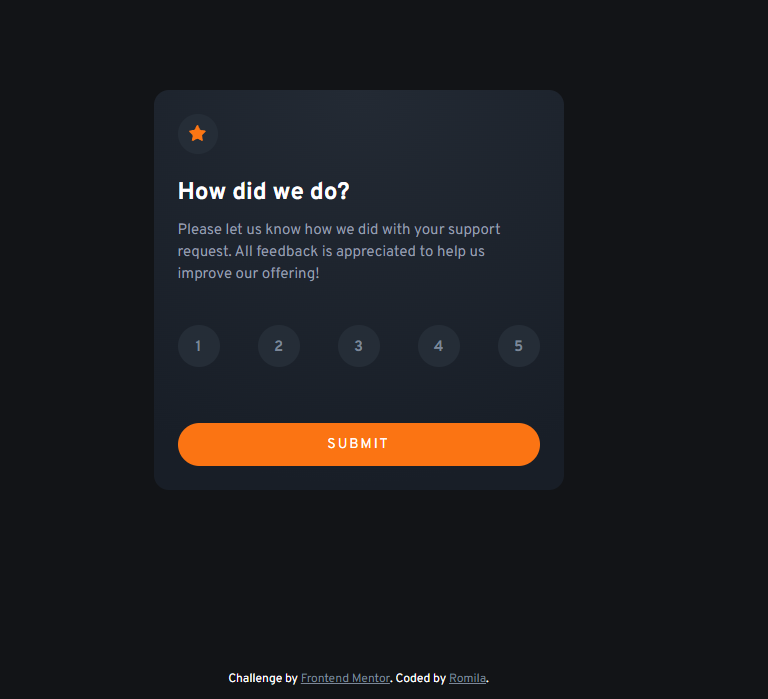 How did we do?
Please let us know how we did with your support
request. All feedback is appreciated to help us
improve our offering!
1 2 3 4 5
SUBMIT
Challenge by Frontend Mentor. Coded by Romila.